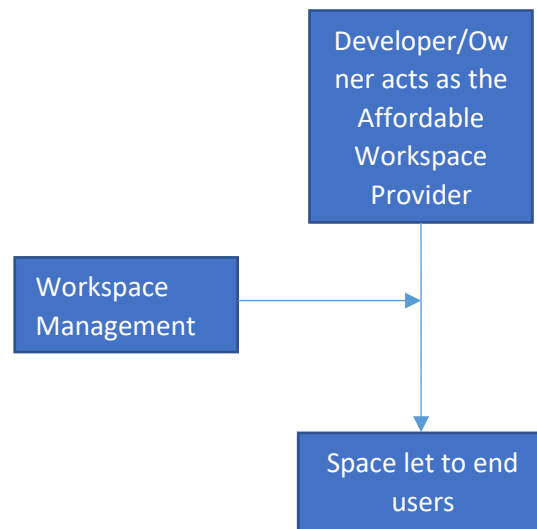 Developer/Ow
ner acts as the
Affordable
Workspace
Provider
Workspace
Management
Space let to end
users